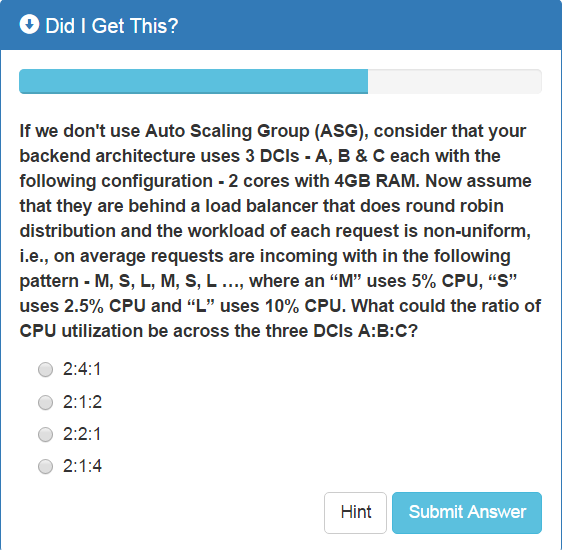 Did I Get This?
If we don't use Auto Scaling Group (ASG), consider that your
backend architecture uses 3 DCIs - A, B & C each with the
following configuration - 2 cores with 4GB RAM. Now assume
that they are behind a load balancer that does round robin
distribution and the workload of each request is non-uniform,
i.e., on average requests are incoming with in the following
pattern - M, S, L, M, S, L ..., where an “M” uses 5% CPU, “S”
uses 2.5% CPU and “L” uses 10% CPU. What could the ratio of
CPU utilization be across the three DCIs A:B:C?
2:4:1
2:1:2
2:2:1
2:1:4
Hint Submit Answer